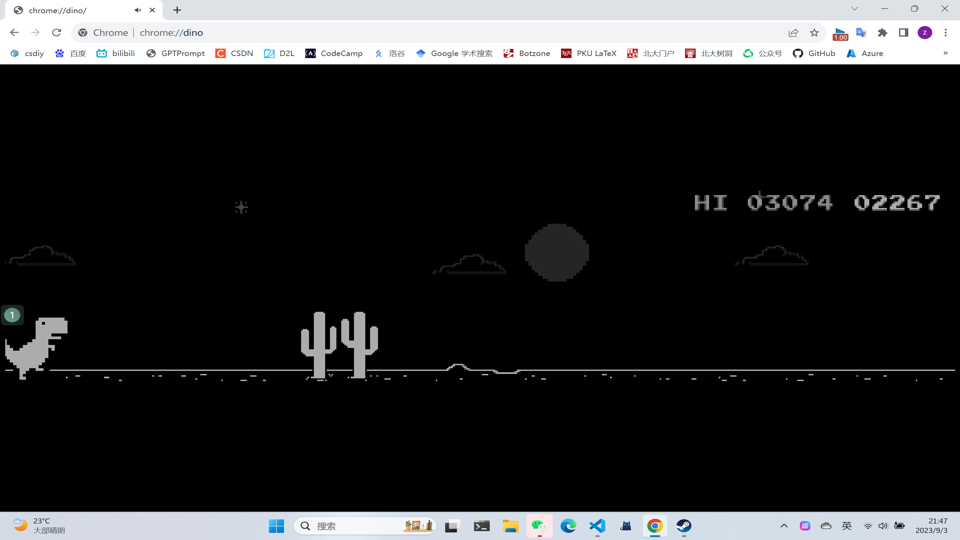 chrome://dino/
Chrome | chrome://dino
1.00
z
csdiy 百度 bilibili GPTPrompt CSDN D2L CodeCamp 洛谷 Google 学术搜索 Botzone PKU LaTeX 北大门户 北大树洞 公众号 GitHub Azure »
HI 03074 02267
1
23°C
大部晴朗
搜索
英
21:47
2023/9/3